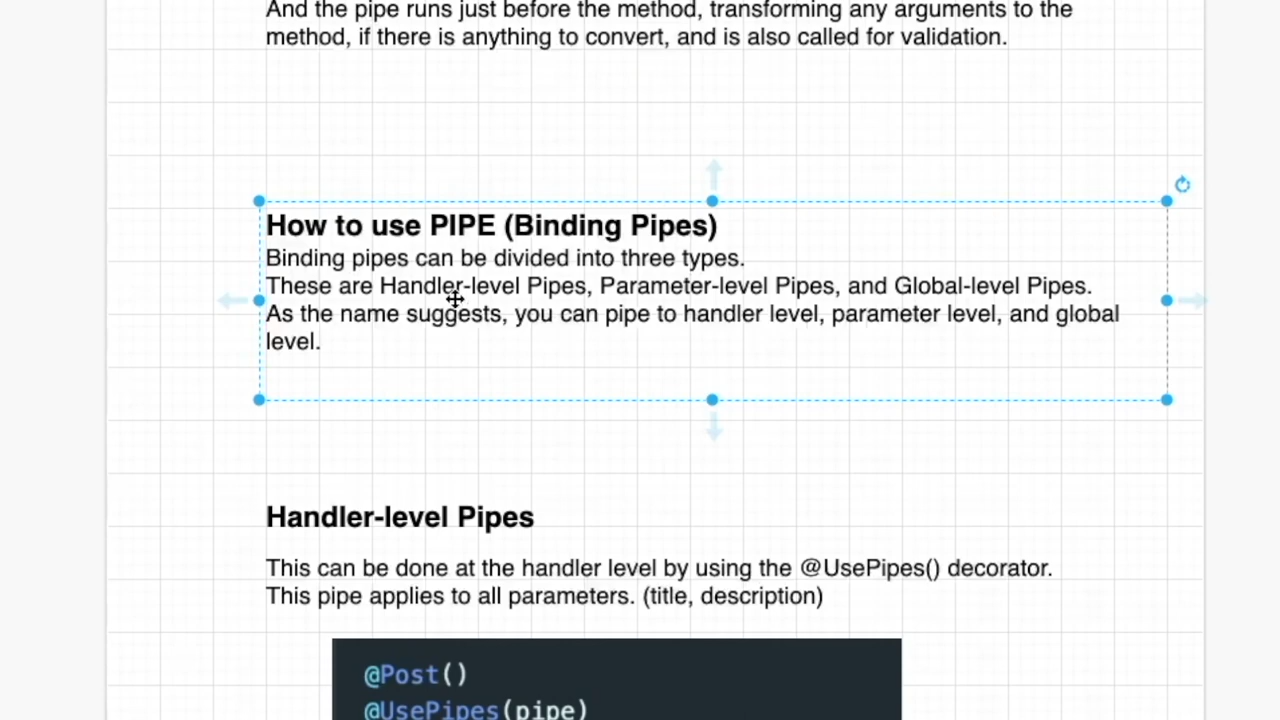 And the pipe runs just before the method, transforming any arguments to the
method, if there is anything to convert, and is also called for validation.
How to use PIPE (Binding Pipes)
Binding pipes can be divided into three types.
These are Handler-level Pipes, Parameter-level Pipes, and Global-level Pipes.
As the name suggests, you can pipe to handler level, parameter level, and global
level.
Handler-level Pipes
This can be done at the handler level by using the @UsePipes() decorator.
This pipe applies to all parameters. (title, description)
@Post()
@UsePipes(pipe)